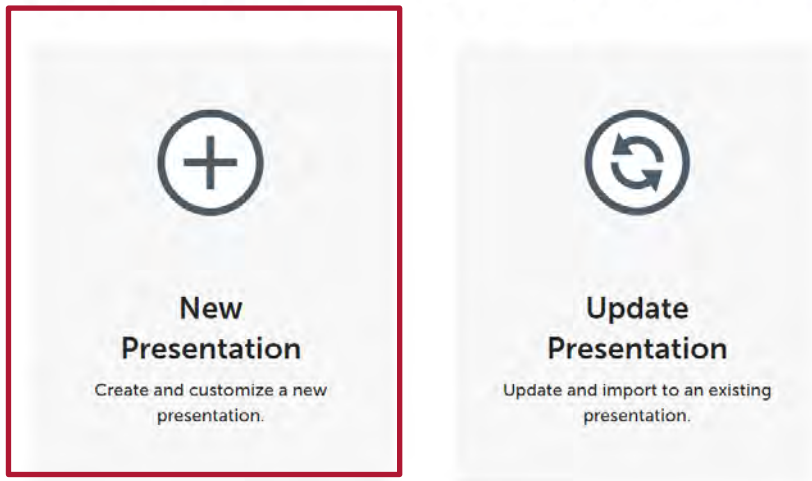 New
Presentation
Create and customize a new
presentation.
Update
Presentation
Update and import to an existing
presentation.